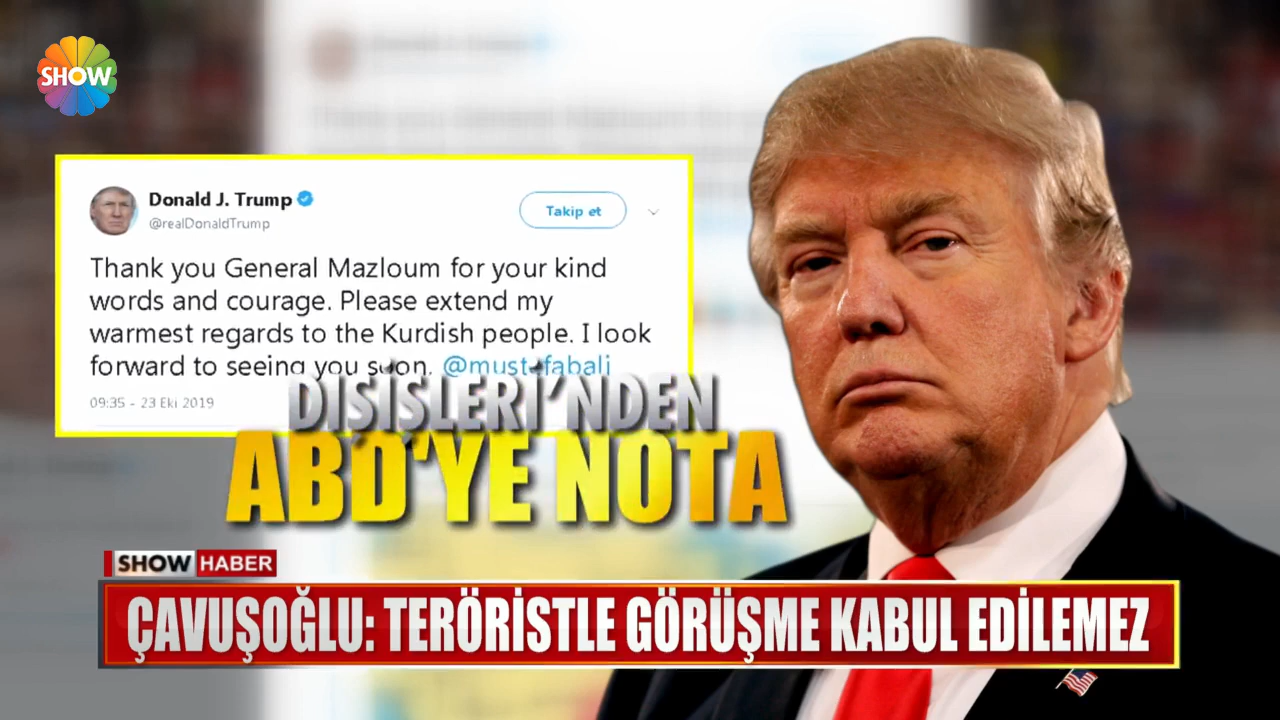 SHOW
Donald J. Trump
@realDonaldTrump
Takip et
Thank you General Mazloum for your kind
words and courage. Please extend my
warmest regards to the Kurdish people. I look
forward to seeing you soon. @mustafabali
09:35 - 23 Eki 2019
DIŞİŞLERİ'NDEN
ABD'YE NOTA
SHOW HABER
ÇAVUŞOĞLU: TERÖRİSTLE GÖRÜŞME KABUL EDİLEMEZ